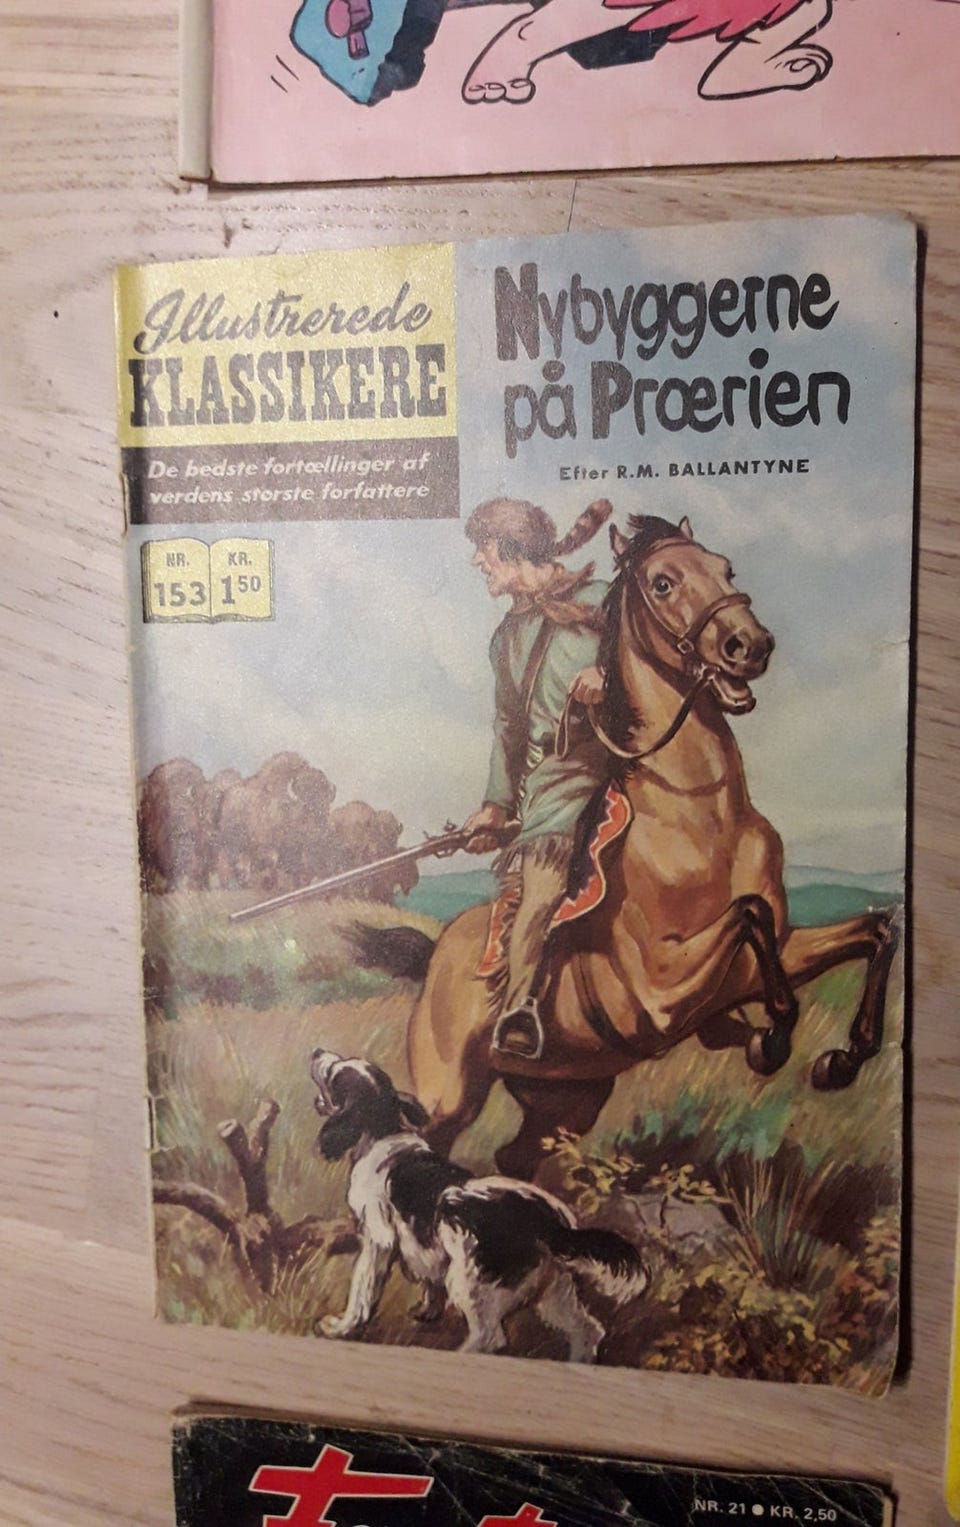 Illustrerede
KLASSIKERE
De bedste fortællinger af
verdens største forfattere
NR.
153
KR.
1 50
Nybyggerne
på Prærien
Efter R.M. BALLANTYNE
NR. 21 ● KR. 2,50